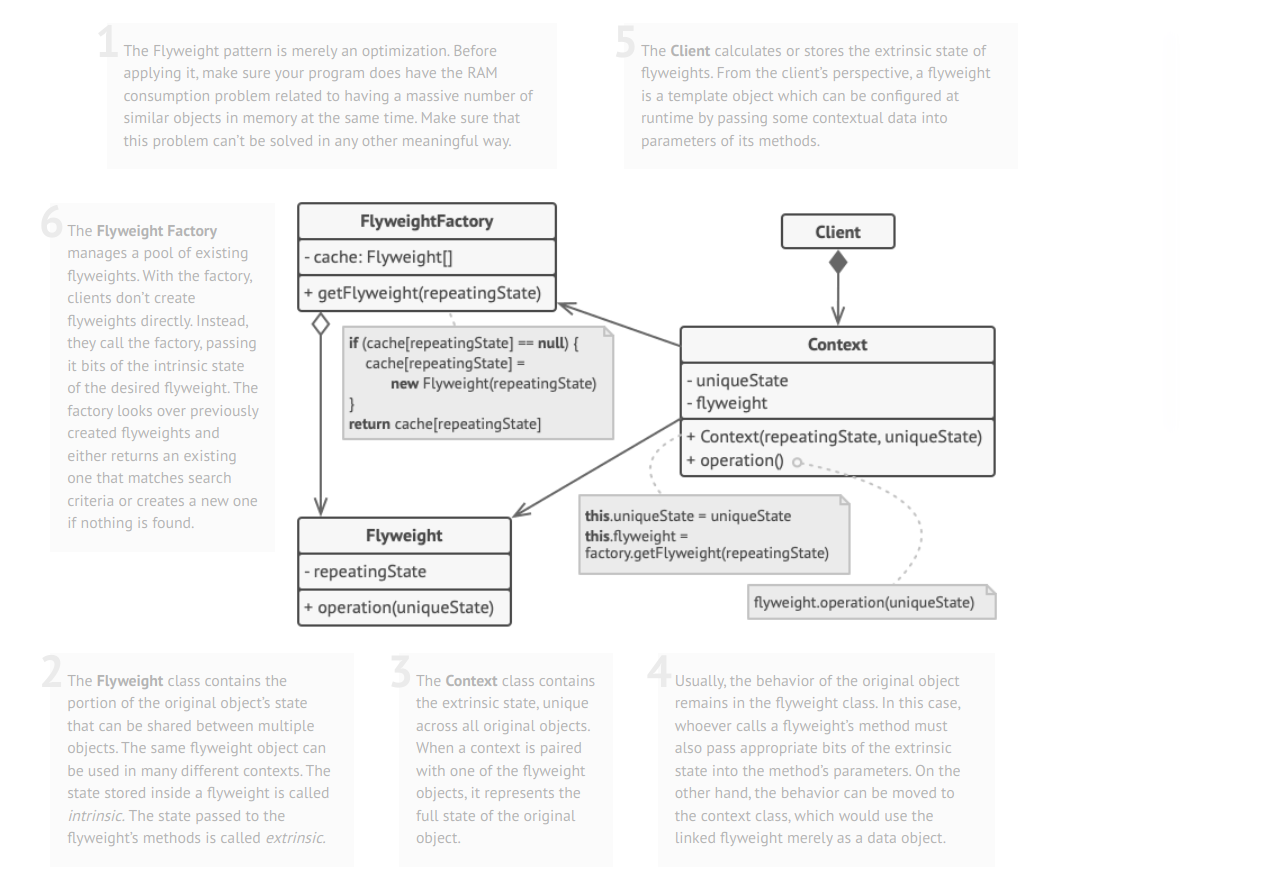 1
The Flyweight pattern is merely an optimization. Before
applying it, make sure your program does have the RAM
consumption problem related to having a massive number of
similar objects in memory at the same time. Make sure that
this problem can’t be solved in any other meaningful way.
5
The Client calculates or stores the extrinsic state of
flyweights. From the client’s perspective, a flyweight
is a template object which can be configured at
runtime by passing some contextual data into
parameters of its methods.
6
The Flyweight Factory
manages a pool of existing
flyweights. With the factory,
clients don’t create
flyweights directly. Instead,
they call the factory, passing
it bits of the intrinsic state
of the desired flyweight. The
factory looks over previously
created flyweights and
either returns an existing
one that matches search
criteria or creates a new one
if nothing is found.
FlyweightFactory
- cache: Flyweight[]
+ getFlyweight(repeatingState)
if (cache[repeatingState] == null) {
cache[repeatingState] =
new Flyweight(repeatingState)
}
return cache[repeatingState]
Client
Context
- uniqueState
- flyweight
+ Context(repeatingState, uniqueState)
+ operation()
this.uniqueState = uniqueState
this.flyweight =
factory.getFlyweight(repeatingState)
flyweight.operation(uniqueState)
Flyweight
- repeatingState
+ operation(uniqueState)
2
The Flyweight class contains the
portion of the original object’s state
that can be shared between multiple
objects. The same flyweight object can
be used in many different contexts. The
state stored inside a flyweight is called
intrinsic. The state passed to the
flyweight’s methods is called extrinsic.
3
The Context class contains
the extrinsic state, unique
across all original objects.
When a context is paired
with one of the flyweight
objects, it represents the
full state of the original
object.
4
Usually, the behavior of the original object
remains in the flyweight class. In this case,
whoever calls a flyweight’s method must
also pass appropriate bits of the extrinsic
state into the method’s parameters. On the
other hand, the behavior can be moved to
the context class, which would use the
linked flyweight merely as a data object.